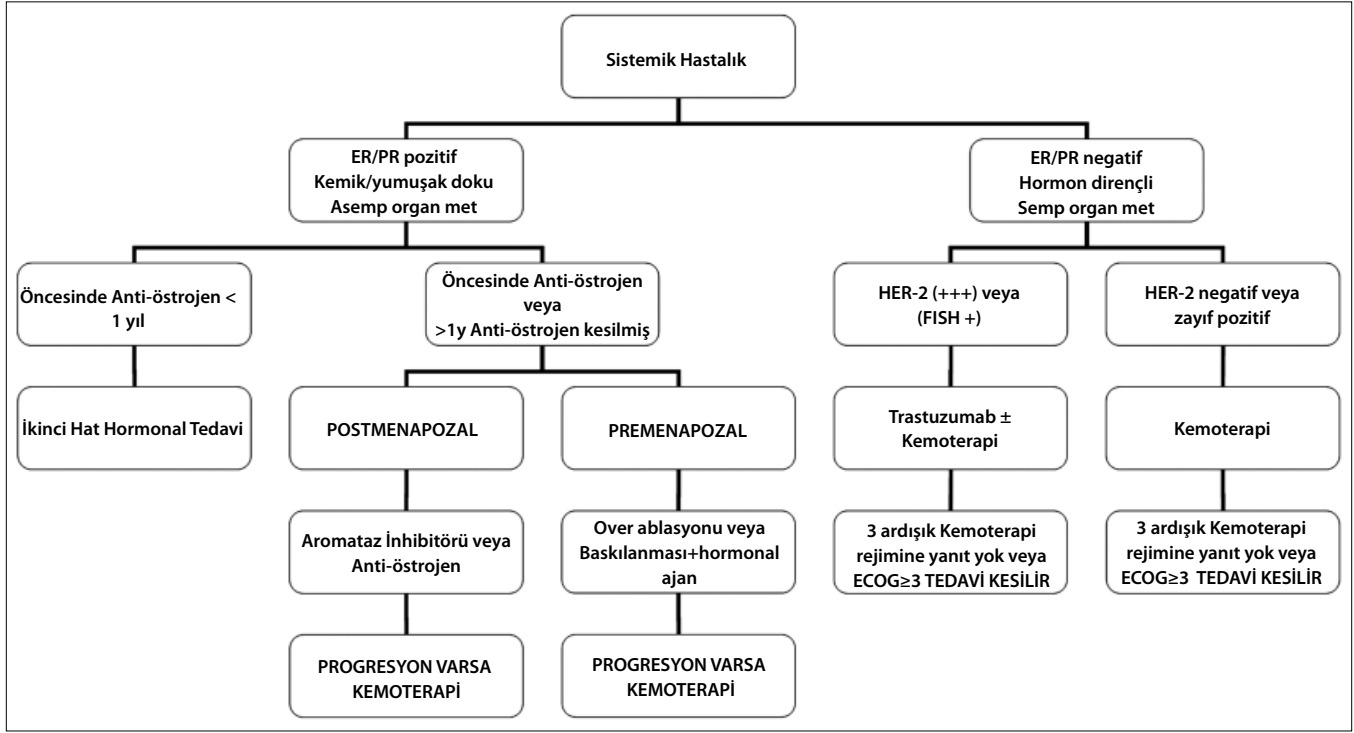 Sistemik Hastalık
ER/PR pozitif
Kemik/yumuşak doku
Asemp organ met
ER/PR negatif
Hormon dirençli
Semp organ met
Öncesinde Anti-östrojen <
1 yıl
Öncesinde Anti-östrojen
veya
>1y Anti-östrojen kesilmiş
HER-2 (+++) veya
(FISH +)
HER-2 negatif veya
zayıf pozitif
İkinci Hat Hormonal Tedavi
POSTMENAPOZAL
PREMENAPOZAL
Trastuzumab ±
Kemoterapi
Kemoterapi
Aromataz İnhibitörü veya
Anti-östrojen
Over ablasyonu veya
Baskılanması+hormonal
ajan
3 ardışık Kemoterapi
rejimine yanıt yok veya
ECOG≥3 TEDAVİ KESİLİR
3 ardışık Kemoterapi
rejimine yanıt yok veya
ECOG≥3 TEDAVİ KESİLİR
PROGRESYON VARSA
KEMOTERAPİ
PROGRESYON VARSA
KEMOTERAPİ